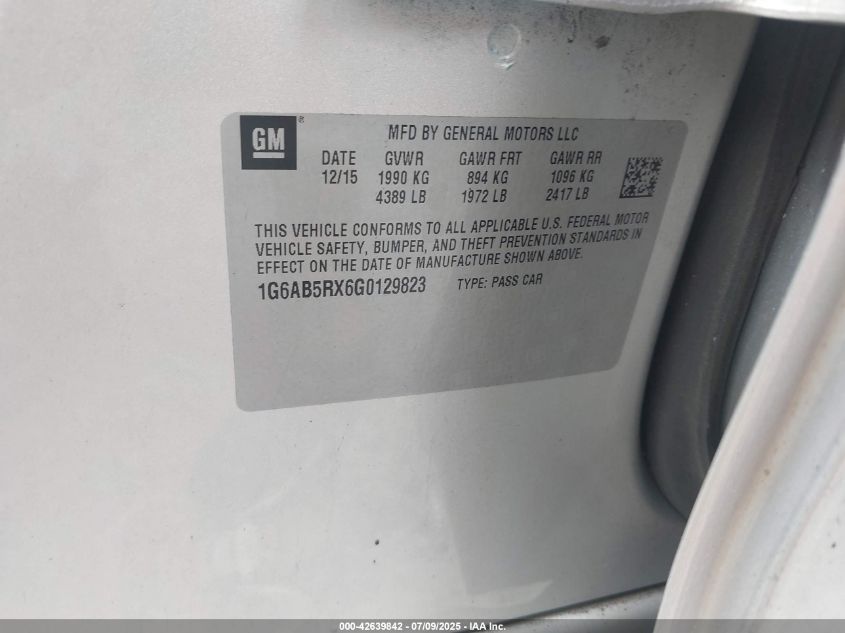 GM ®
MFD BY GENERAL MOTORS LLC
DATE GVWR GAWR FRT GAWR RR
12/15 1990 KG 894 KG 1096 KG
4389 LB 1972 LB 2417 LB
THIS VEHICLE CONFORMS TO ALL APPLICABLE U.S. FEDERAL MOTOR
VEHICLE SAFETY, BUMPER, AND THEFT PREVENTION STANDARDS IN
EFFECT ON THE DATE OF MANUFACTURE SHOWN ABOVE.
1G6AB5RX6G0129823 TYPE: PASS CAR
000-42639842 - 07/09/2025 - IAA Inc.